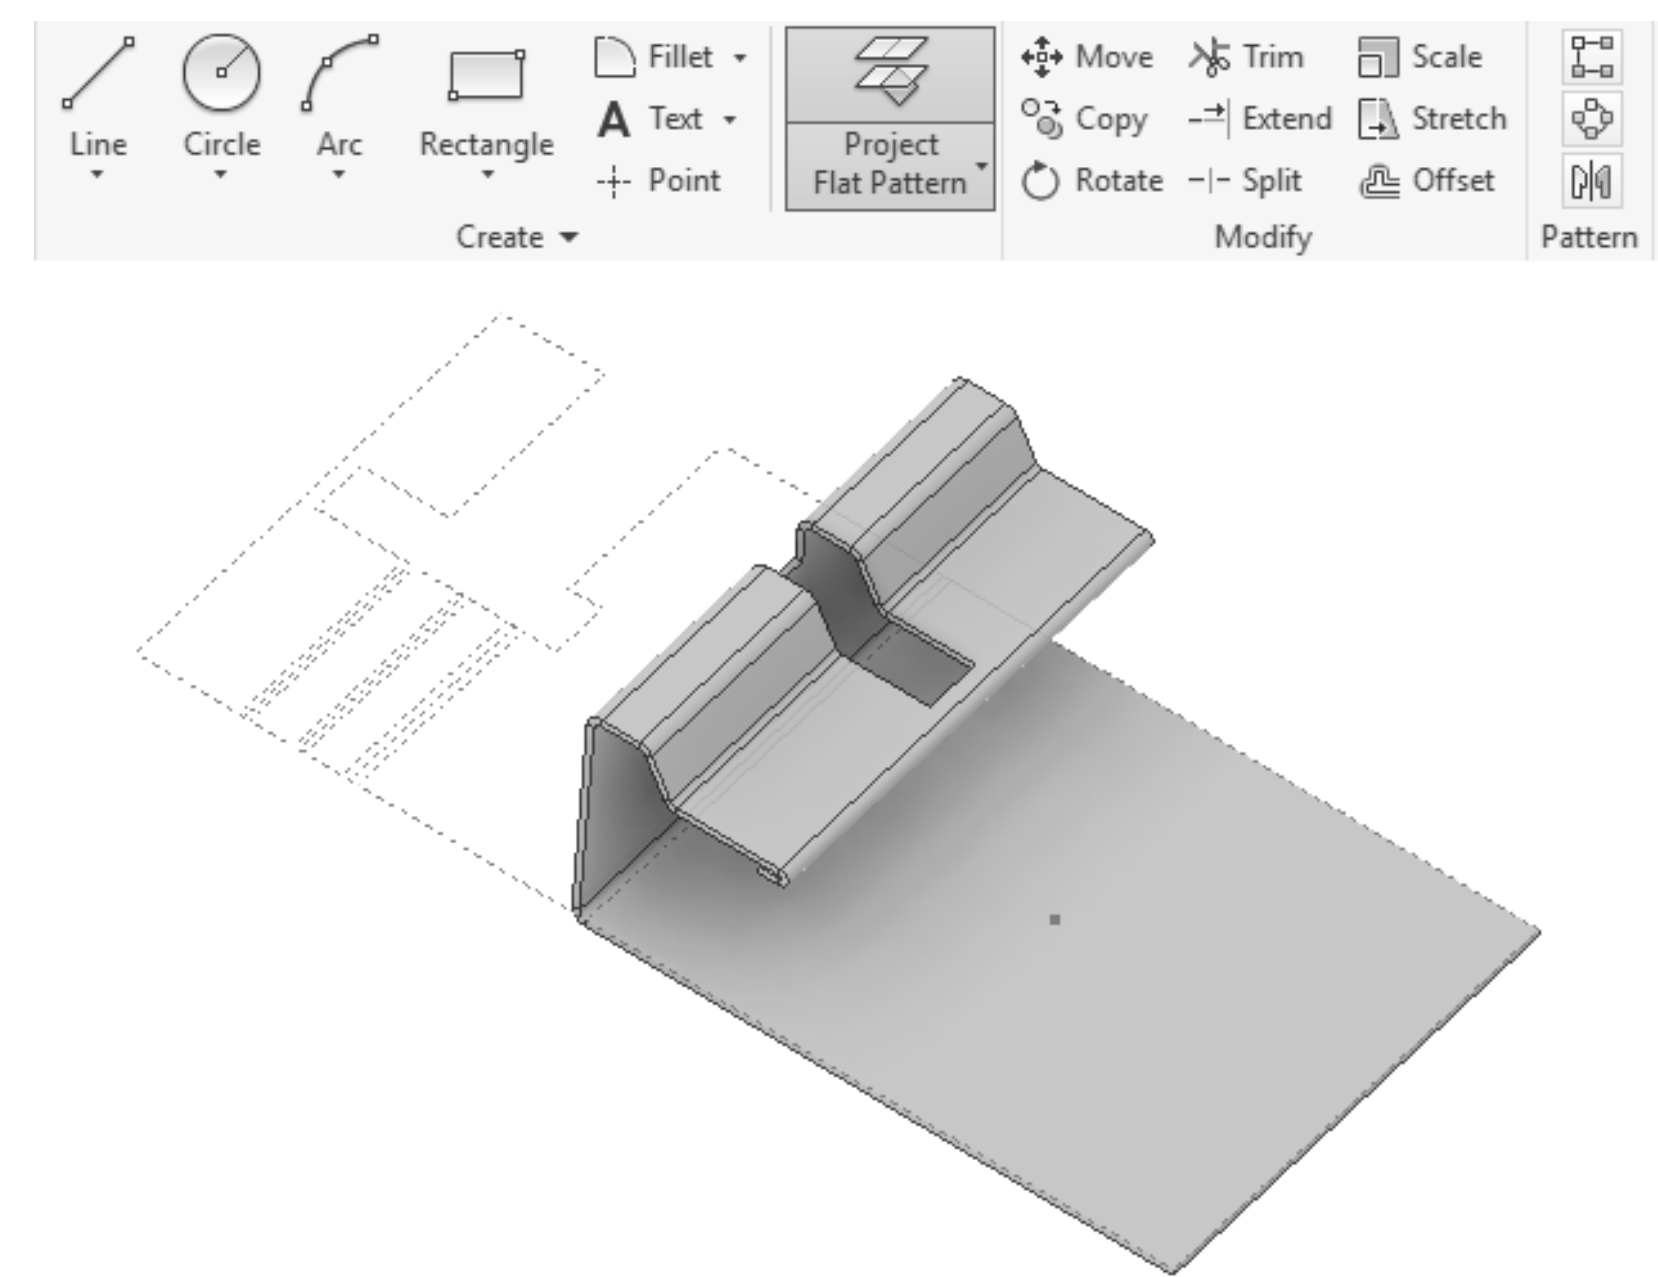 Line
Circle
Arc
Rectangle
Fillet
A Text
Point
Create
Project
Flat Pattern
Move
Copy
Rotate
Trim
Extend
Split
Scale
Stretch
Offset
Modify
Pattern